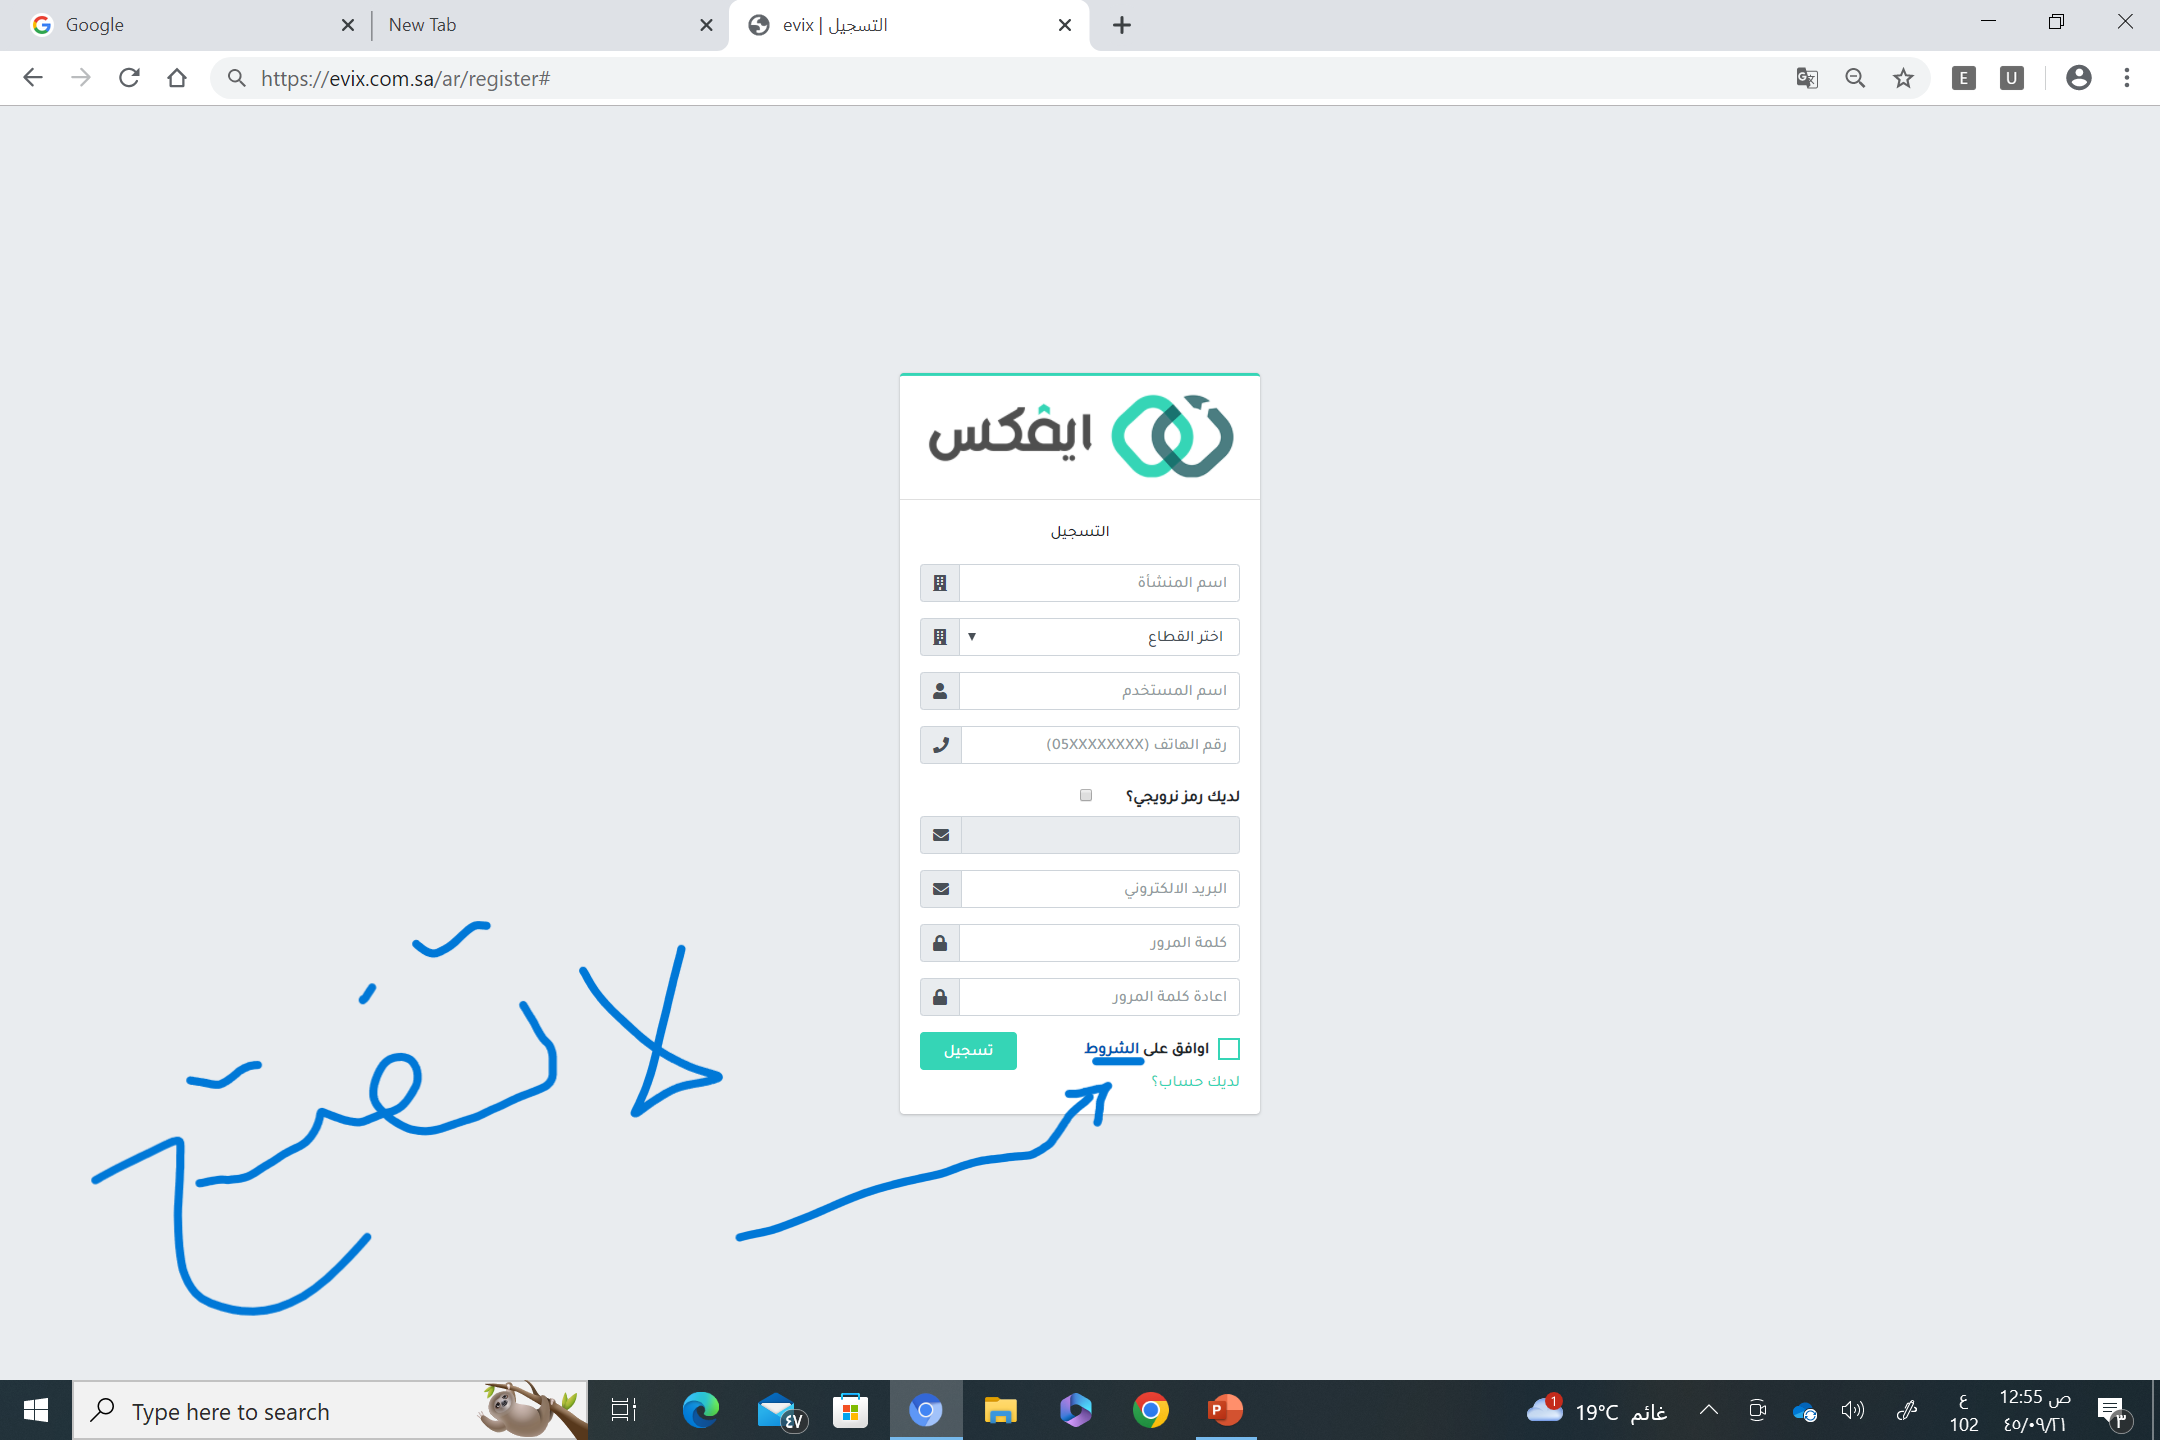 Google
New Tab
evix | التسجيل
https://evix.com.sa/ar/register#
E
U
ايفكس
التسجيل
اسم المنشأة
اختر القطاع
اسم المستخدم
رقم الهاتف (05XXXXXXXX)
لديك رمز نرويجي؟
البريد الالكتروني
كلمة المرور
اعادة كلمة المرور
اوافق على الشروط
تسجيل
لديك حساب؟
لا تفتح
Type here to search
٤٧
P
1
19°C غائم
ع
102
12:55 ص
٤٥/٠٩/٢١
٣